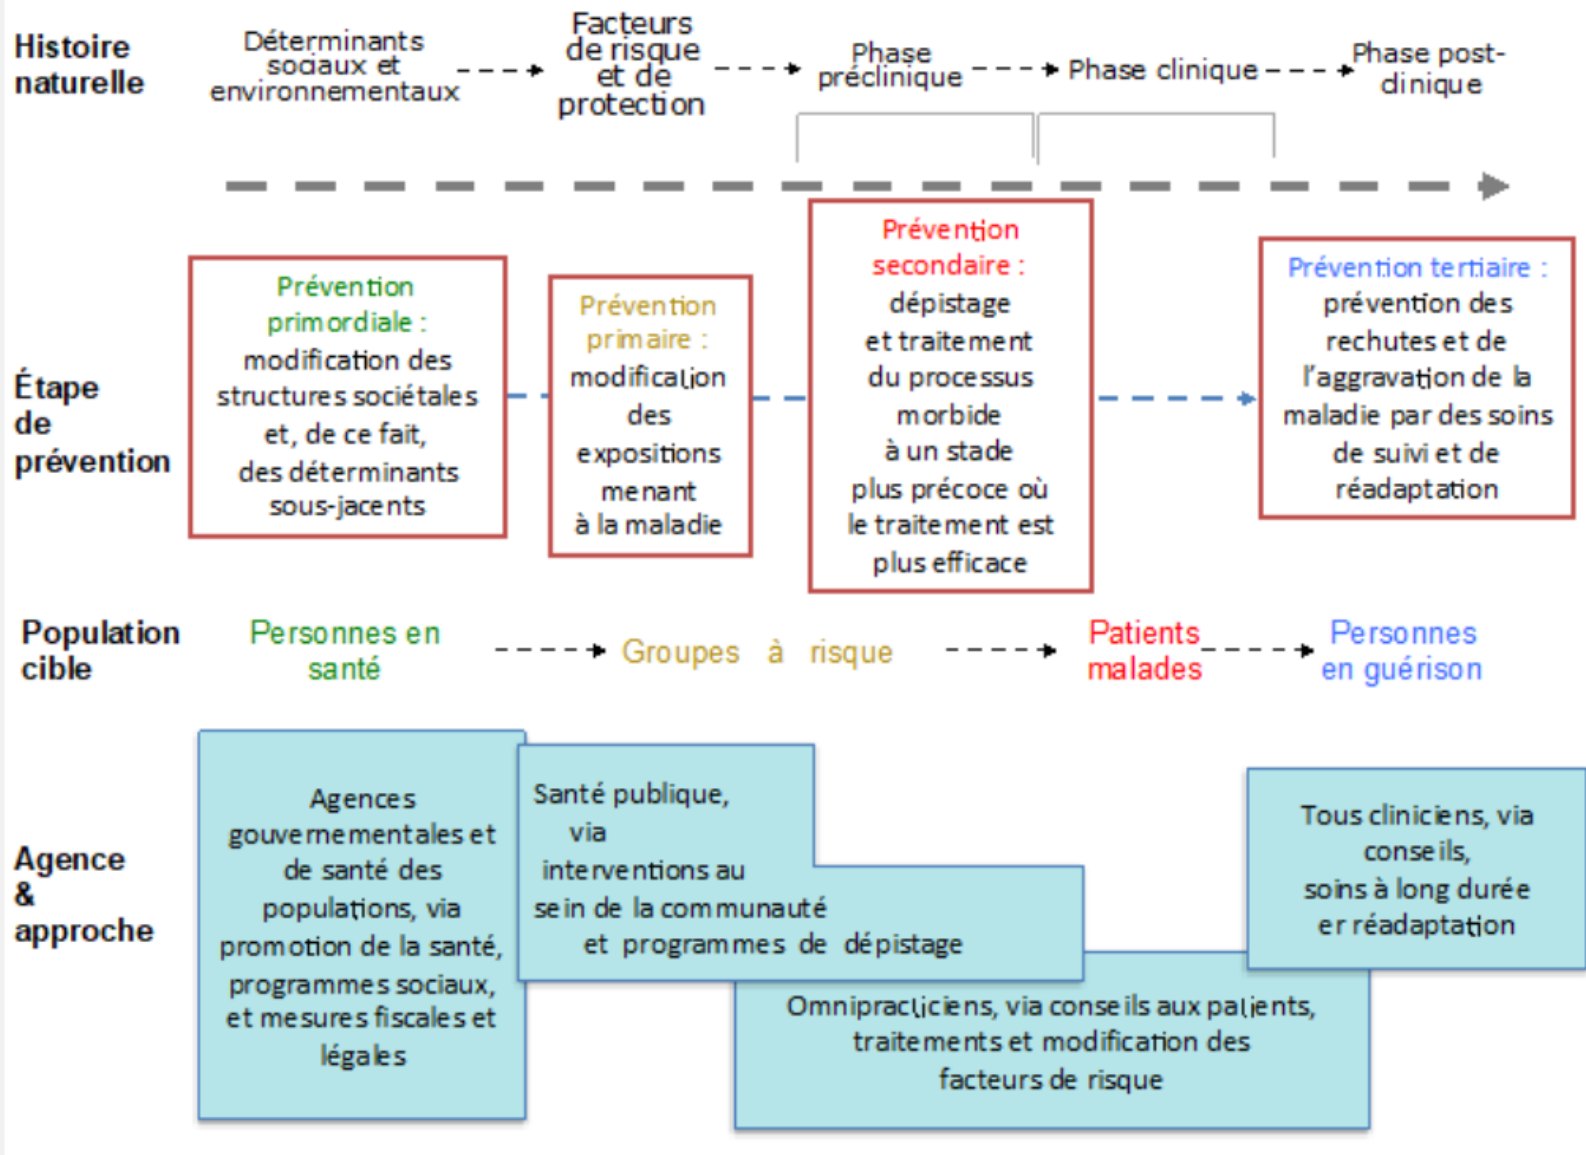 Histoire
naturelle
Déterminants
sociaux et
environnementaux
Facteurs
de risque
et de
protection
Phase
préclinique
Phase clinique
Phase post-
clinique
Étape
de
prévention
Prévention
primordiale :
modification des
structures sociétales
et, de ce fait,
des déterminants
sous-jacents
Prévention
primaire :
modification
des
expositions
menant
à la maladie
Prévention
secondaire :
dépistage
et traitement
du processus
morbide
à un stade
plus précoce où
le traitement est
plus efficace
Prévention tertiaire :
prévention des
rechutes et de
l'aggravation de la
maladie par des soins
de suivi et de
réadaptation
Population
cible
Personnes en
santé
Groupes à risque
Patients
malades
Personnes
en guérison
Agence
&
approche
Agences
gouvernementales et
de santé des
populations, via
promotion de la santé,
programmes sociaux,
et mesures fiscales et
légales
Santé publique,
via
interventions au
sein de la communauté
et programmes de dépistage
Omnipracticiens, via conseils aux patients,
traitements et modification des
facteurs de risque
Tous cliniciens, via
conseils,
soins à long durée
er réadaptation